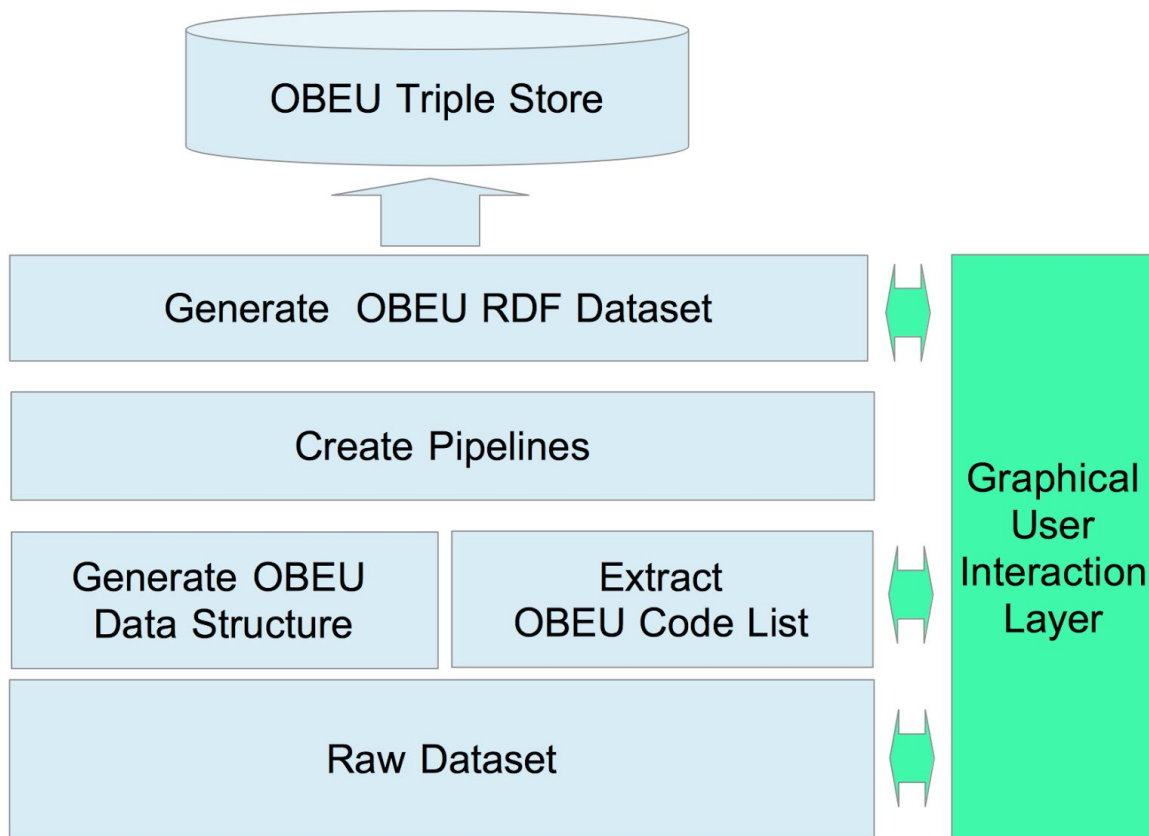 OBEU Triple Store
Generate OBEU RDF Dataset
Create Pipelines
Generate OBEU
Data Structure
Extract
OBEU Code List
Raw Dataset
Graphical
User
Interaction
Layer